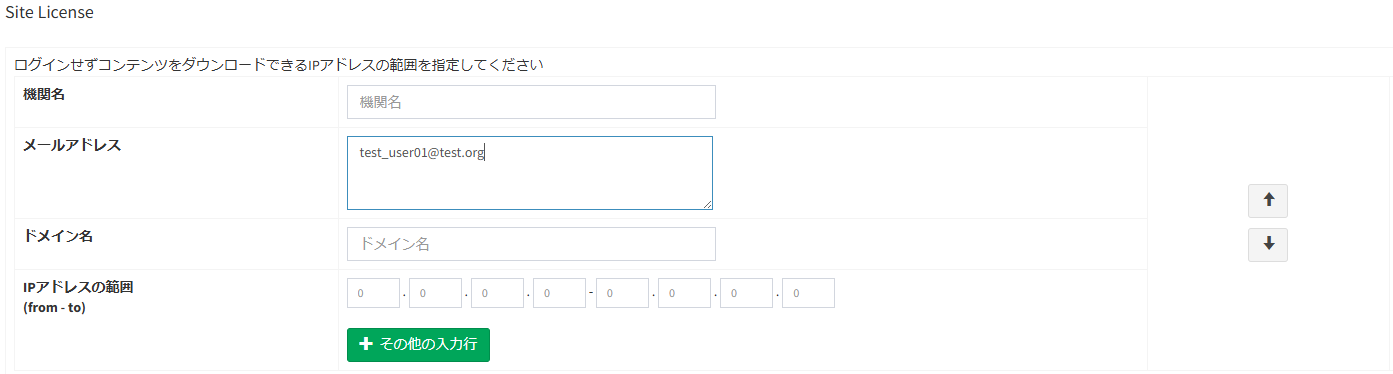 Site License
ログインせずコンテンツをダウンロードできるIPアドレスの範囲を指定してください
機関名
機関名
メールアドレス
test_user01@test.org
ドメイン名
ドメイン名
IPアドレスの範囲
(from - to)
0 . 0 . 0 . 0 - 0 . 0 . 0 . 0
その他の入力行